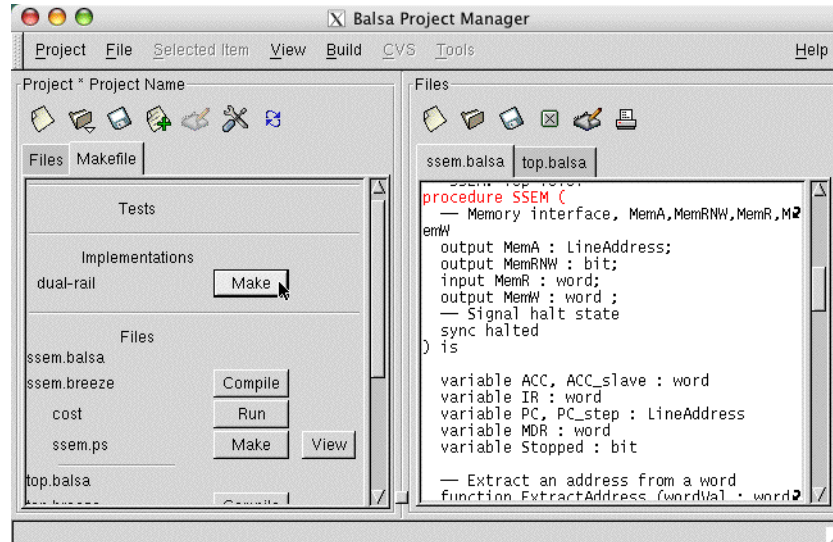 X Balsa Project Manager
Project File Selected Item View Build CVS Tools Help
Project * Project Name
Files Makefile
Tests
Implementations
dual-rail Make
Files
ssem.balsa
ssem.breeze Compile
cost Run
ssem.ps Make View
top.balsa
Files
ssem.balsa top.balsa
procedure SSEM (
— Memory interface, MemA,MemRNW,MemR,M
emW
output MemA : LineAddress;
output MemRNW : bit;
input MemR : word;
output MemW : word ;
— Signal halt state
sync halted
) is
variable ACC, ACC_slave : word
variable IR : word
variable PC, PC_step : LineAddress
variable MDR : word
variable Stopped : bit
— Extract an address from a word
function ExtractAddress (wordVal : word